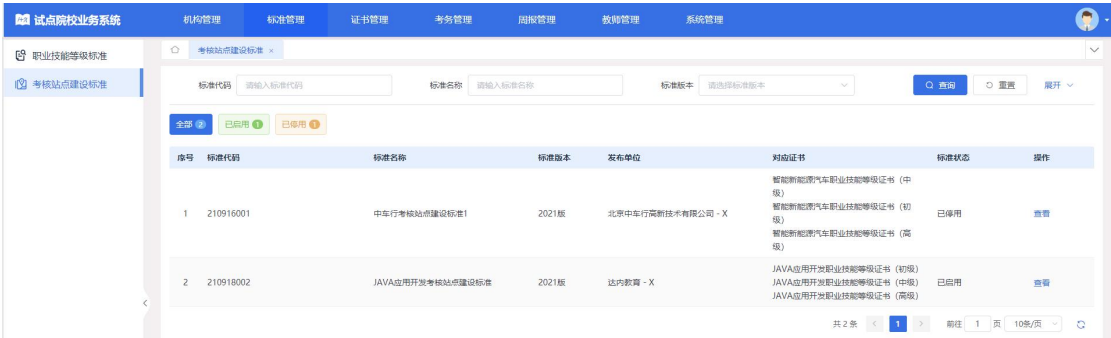 试点院校业务系统 机构管理 标准管理 证书管理 考务管理 周报管理 教师管理 系统管理
职业技能等级标准
考核站点建设标准
考核站点建设标准 ×
标准代码 请输入标准代码 标准名称 请输入标准名称 标准版本 请选择标准版本 查询 重置 展开
全部 2 已启用 1 已停用 1
序号 标准代码 标准名称 标准版本 发布单位 对应证书 标准状态 操作
智能新能源汽车职业技能等级证书（中
级）
智能新能源汽车职业技能等级证书（初
1 210916001 中车行考核站点建设标准1 2021版 北京中车行高新技术有限公司 - X 已停用 查看
级）
智能新能源汽车职业技能等级证书（高
级）
JAVA应用开发职业技能等级证书（初级）
2 210918002 JAVA应用开发考核站点建设标准 2021版 达内教育 - X JAVA应用开发职业技能等级证书（中级） 已启用 查看
JAVA应用开发职业技能等级证书（高级）
共 2 条 < 1 > 前往 1 页 10条/页